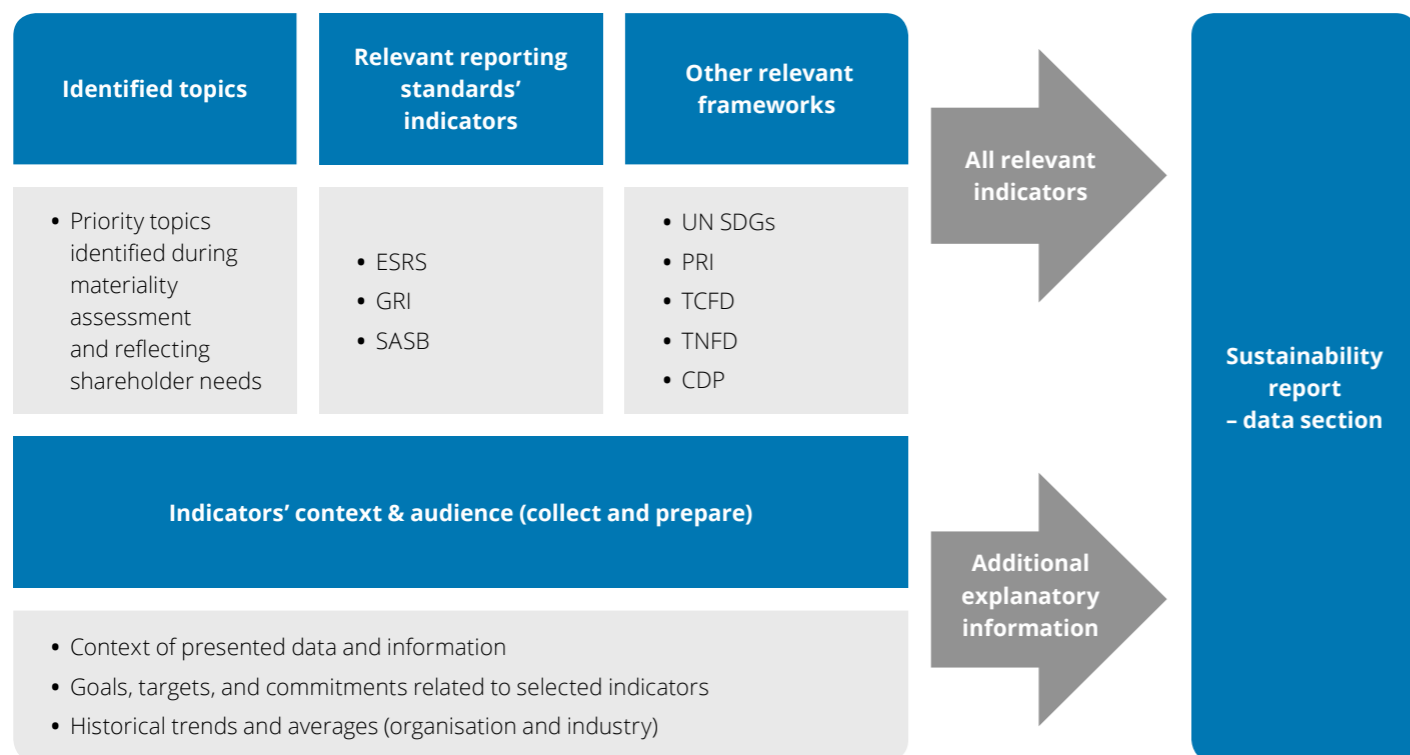 Identified topics
Relevant reporting
standards’
indicators
Other relevant
frameworks
• Priority topics
identified during
materiality
assessment
and reflecting
shareholder needs
• ESRS
• GRI
• SASB
• UN SDGs
• PRI
• TCFD
• TNFD
• CDP
All relevant
indicators
Indicators’ context & audience (collect and prepare)
• Context of presented data and information
• Goals, targets, and commitments related to selected indicators
• Historical trends and averages (organisation and industry)
Additional
explanatory
information
Sustainability
report
– data section